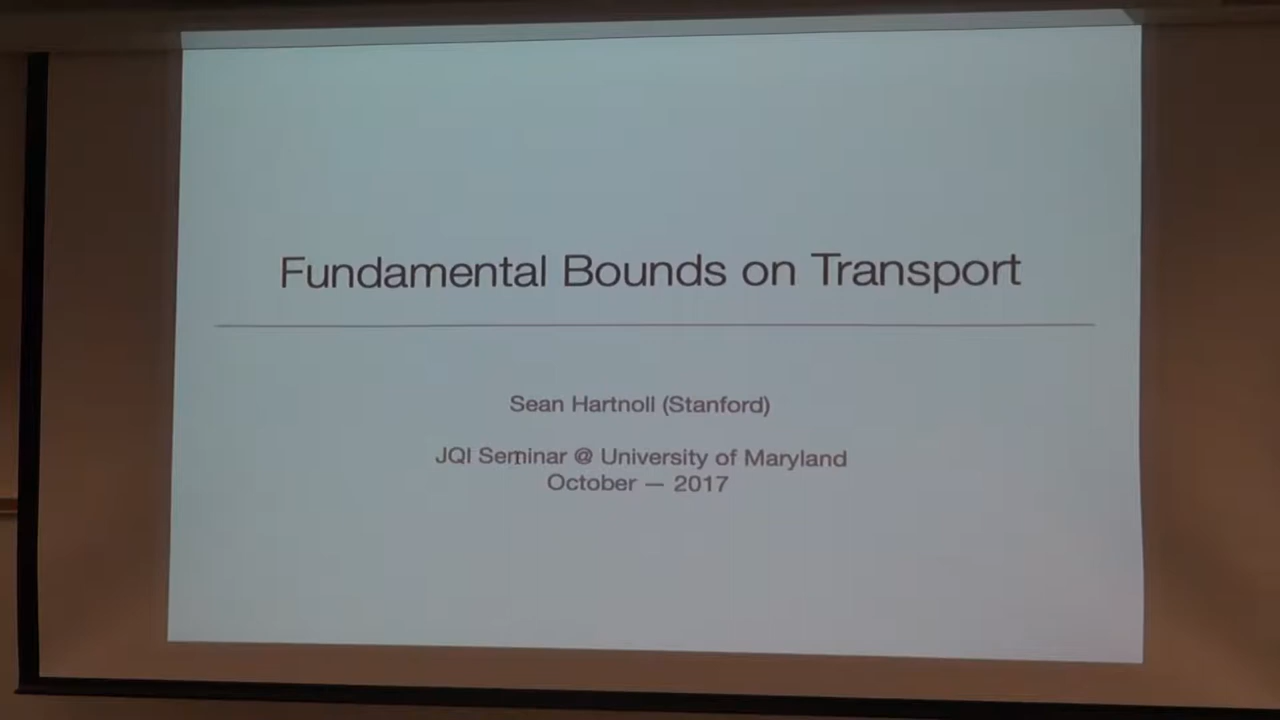 Fundamental Bounds on Transport
Sean Hartnoll (Stanford)
JQI Seminar @ University of Maryland
October — 2017